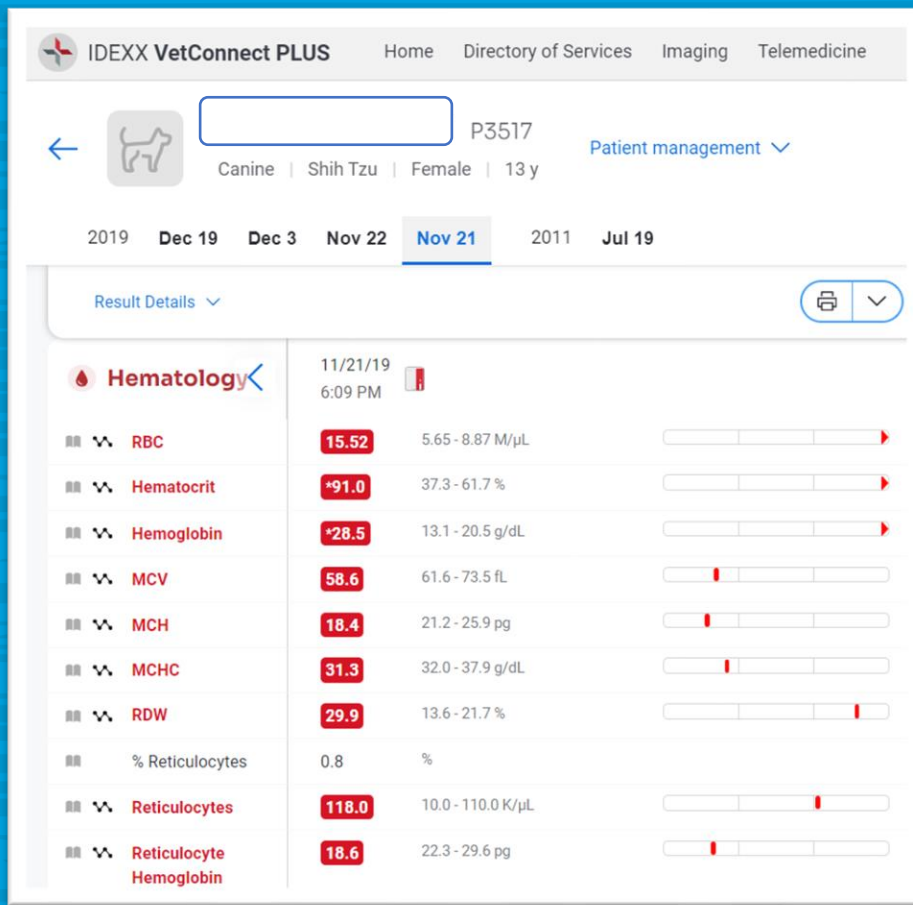 IDEXX VetConnect PLUS Home Directory of Services Imaging Telemedicine
P3517
Patient management
Canine | Shih Tzu | Female | 13 y
2019 Dec 19 Dec 3 Nov 22 Nov 21 2011 Jul 19
Result Details
Hematology 11/21/19
6:09 PM
RBC 15.52 5.65 - 8.87 M/µL
Hematocrit *91.0 37.3 - 61.7 %
Hemoglobin *28.5 13.1 - 20.5 g/dL
MCV 58.6 61.6 - 73.5 fL
MCH 18.4 21.2 - 25.9 pg
MCHC 31.3 32.0 - 37.9 g/dL
RDW 29.9 13.6 - 21.7 %
% Reticulocytes 0.8 %
Reticulocytes 118.0 10.0 - 110.0 K/µL
Reticulocyte 18.6 22.3 - 29.6 pg
Hemoglobin